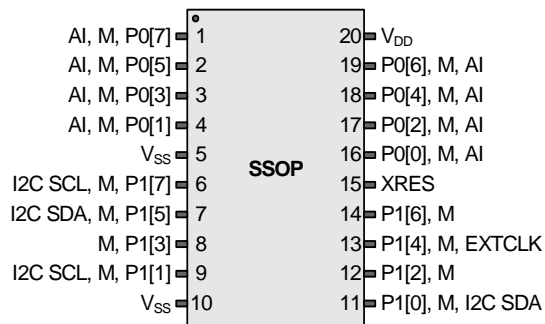 AI, M, P0[7] 1 20 VDD
AI, M, P0[5] 2 19 P0[6], M, AI
AI, M, P0[3] 3 18 P0[4], M, AI
AI, M, P0[1] 4 17 P0[2], M, AI
VSS 5 16 P0[0], M, AI
SSOP
I2C SCL, M, P1[7] 6 15 XRES
I2C SDA, M, P1[5] 7 14 P1[6], M
M, P1[3] 8 13 P1[4], M, EXTCLK
I2C SCL, M, P1[1] 9 12 P1[2], M
VSS 10 11 P1[0], M, I2C SDA